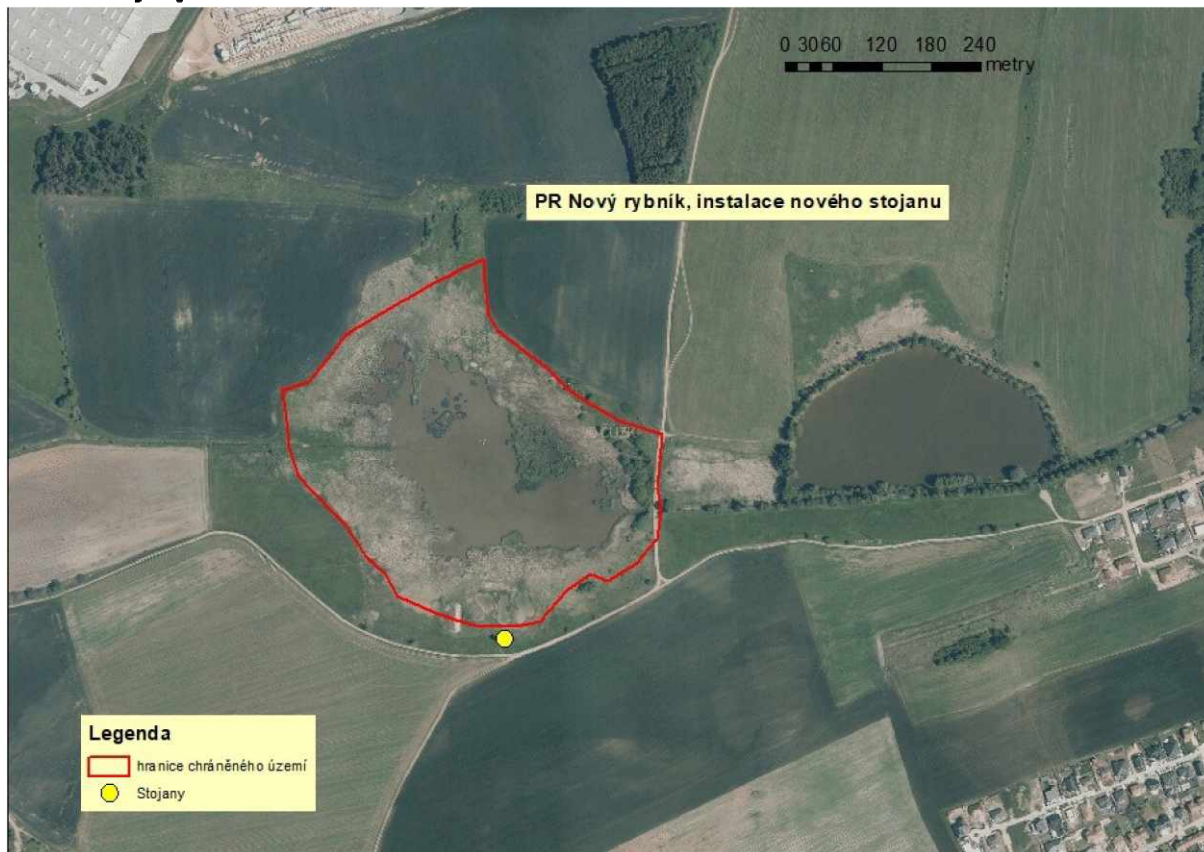 0 30 60 120 180 240
metry
PR Nový rybník, instalace nového stojanu
Legenda
hranice chráněného území
Stojany